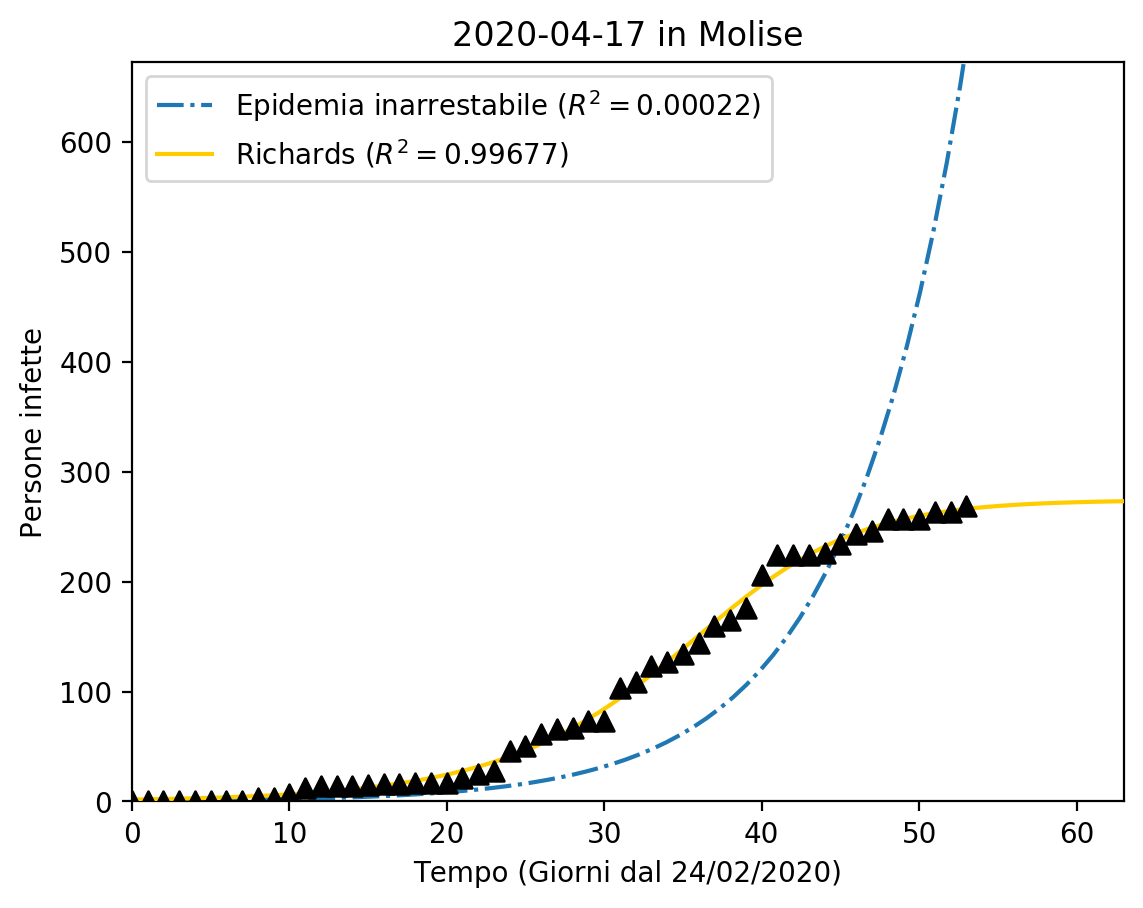 2020-04-17 in Molise
Epidemia inarrestabile (R² = 0.00022)
Richards (R² = 0.99677)
Persone infette
600
500
400
300
200
100
0
0 10 20 30 40 50 60
Tempo (Giorni dal 24/02/2020)